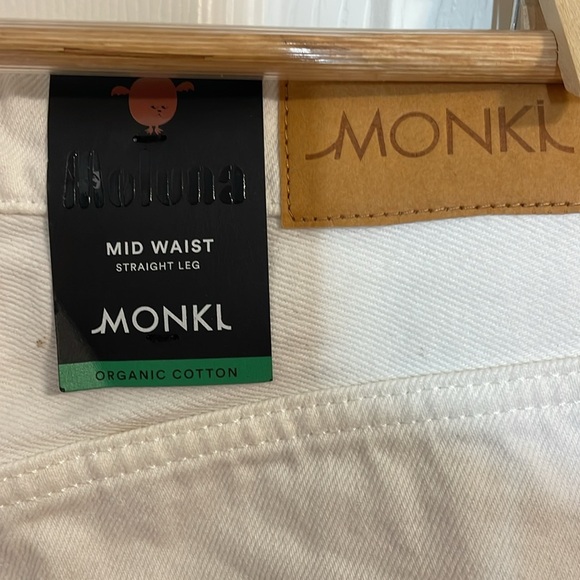 Moluna
MID WAIST
STRAIGHT LEG
MONKI
ORGANIC COTTON
MONKI